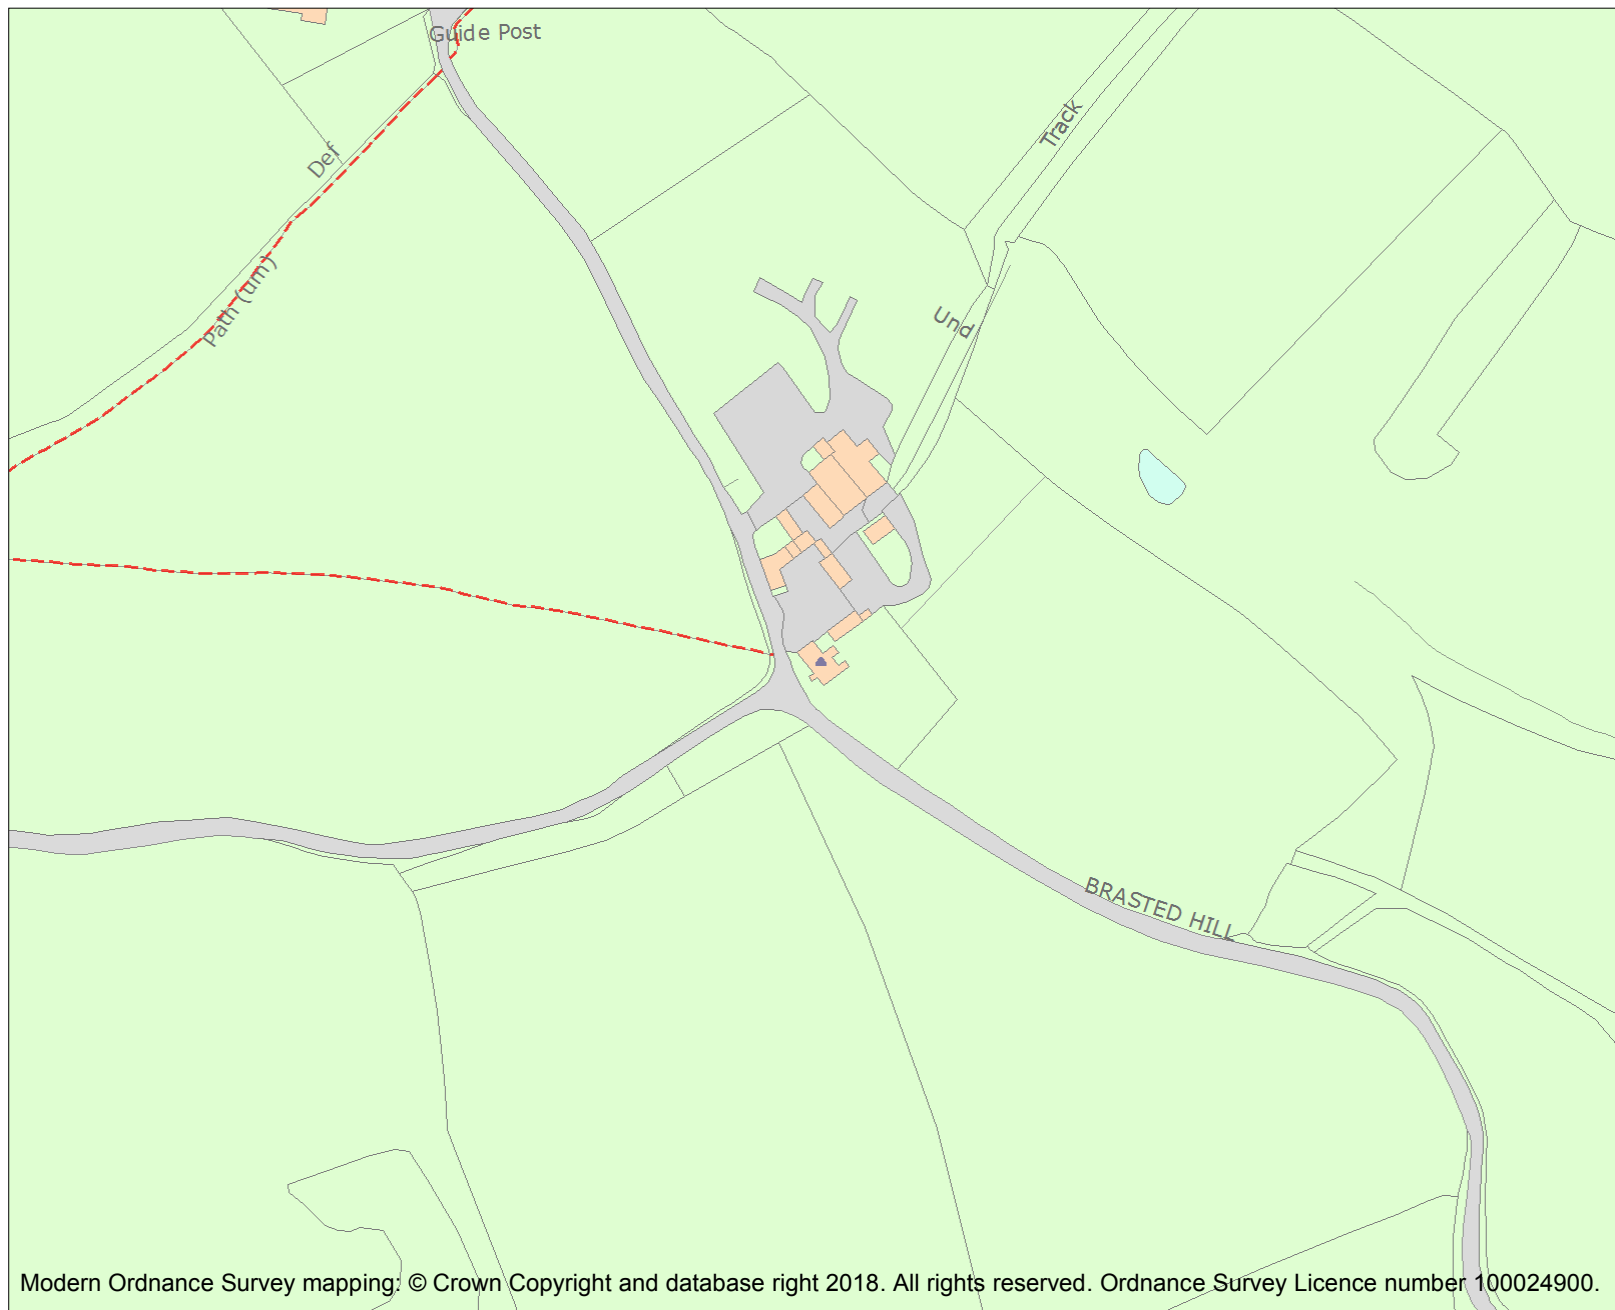 Guide Post
Track
Def
Path (um)
Und
BRASTED HILL
Modern Ordnance Survey mapping: © Crown Copyright and database right 2018. All rights reserved. Ordnance Survey Licence number 100024900.